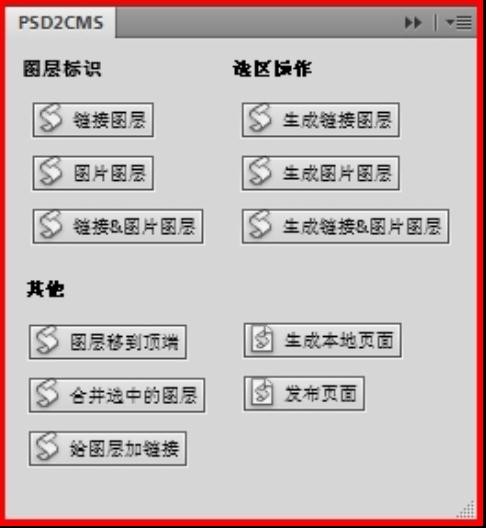 PSD2CMS
图层标识
选区操作
链接图层
生成链接图层
图片图层
生成图片图层
链接&图片图层
生成链接&图片图层
其他
图层移到顶端
生成本地页面
合并选中的图层
发布页面
给图层加链接